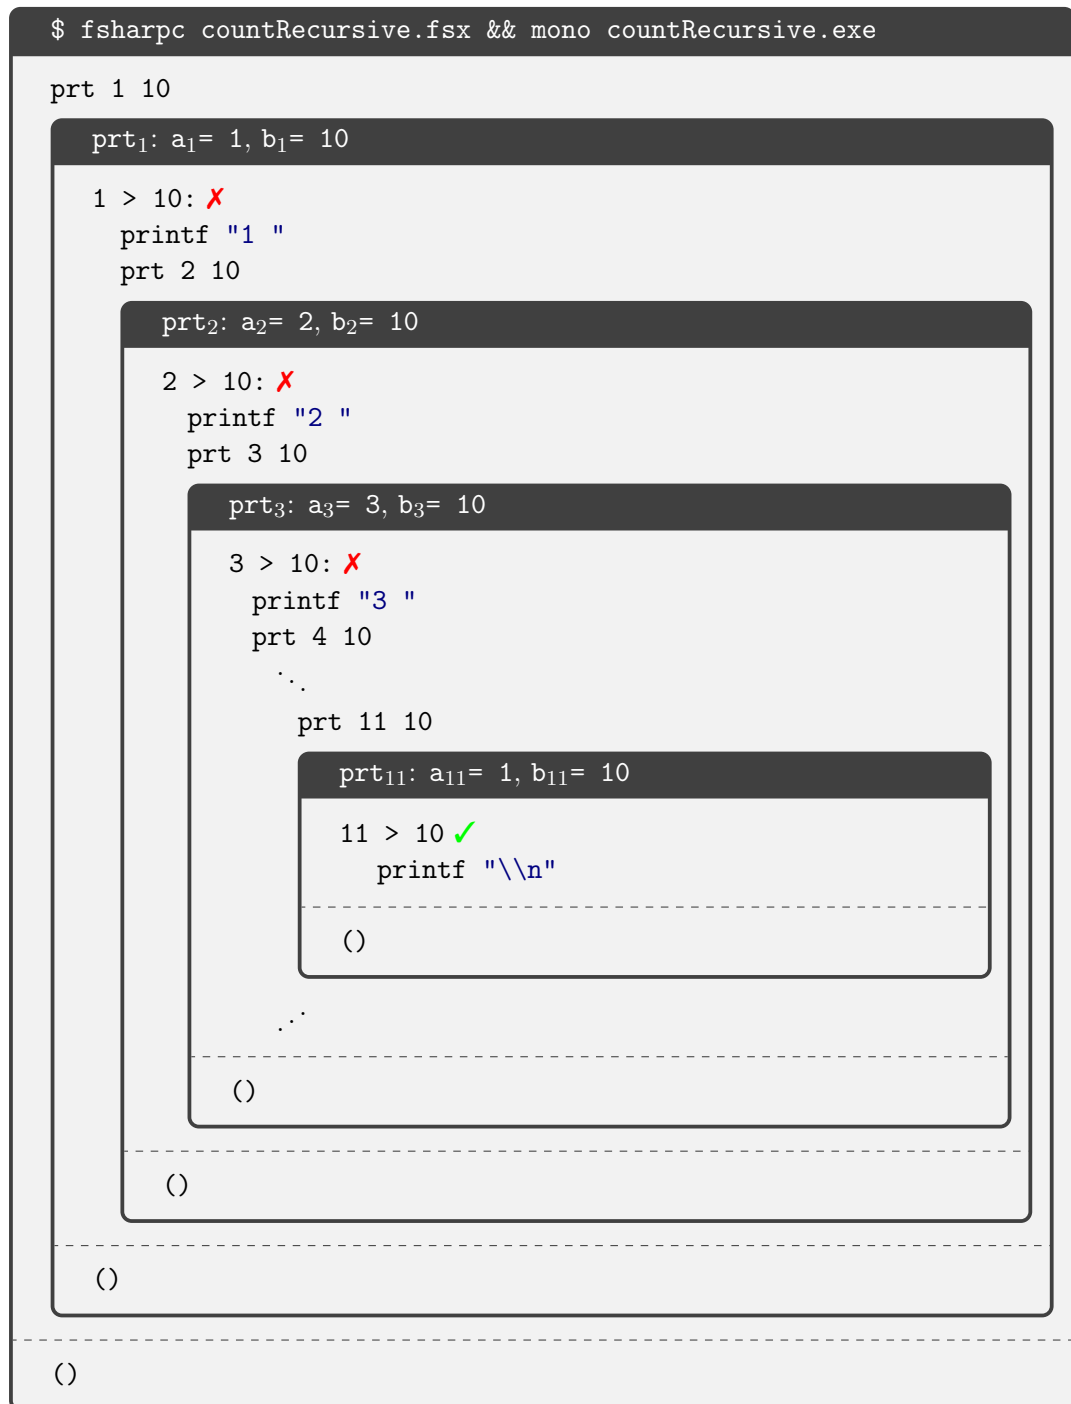 $ fsharpc countRecursive.fsx && mono countRecursive.exe
prt 1 10
prt₁: a₁= 1, b₁= 10
1 > 10: ✗
printf "1 "
prt 2 10
prt₂: a₂= 2, b₂= 10
2 > 10: ✗
printf "2 "
prt 3 10
prt₃: a₃= 3, b₃= 10
3 > 10: ✗
printf "3 "
prt 4 10
⋱
prt 11 10
prt₁₁: a₁₁= 1, b₁₁= 10
11 > 10 ✓
printf "\\n"
()
⋰
()
()
()
()